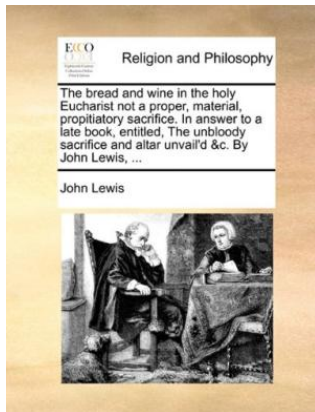 ECCO
Religion and Philosophy
The bread and wine in the holy
Eucharist not a proper, material,
propitiatory sacrifice. In answer to a
late book, entitled, The unbloody
sacrifice and altar unvail'd &c. By
John Lewis, ...
John Lewis